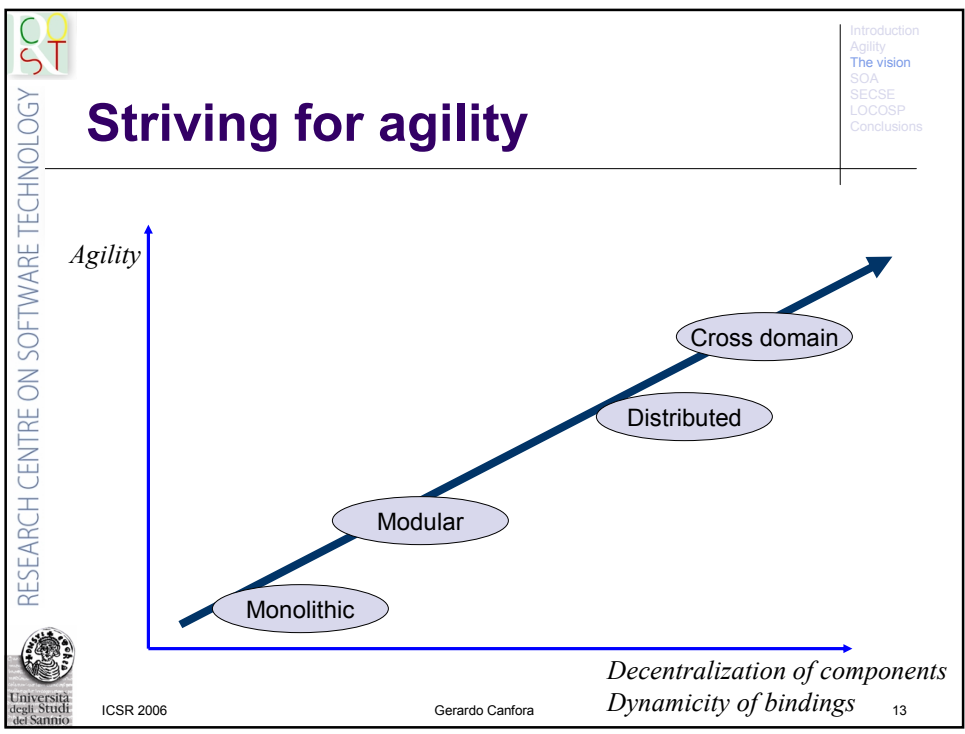 RCOST
RESEARCH CENTRE ON SOFTWARE TECHNOLOGY
Introduction
Agility
The vision
SOA
SECSE
LOCOSP
Conclusions
Striving for agility
Agility
Cross domain
Distributed
Modular
Monolithic
Decentralization of components
Dynamicity of bindings
Università
degli Studi
del Sannio
ICSR 2006
Gerardo Canfora
13